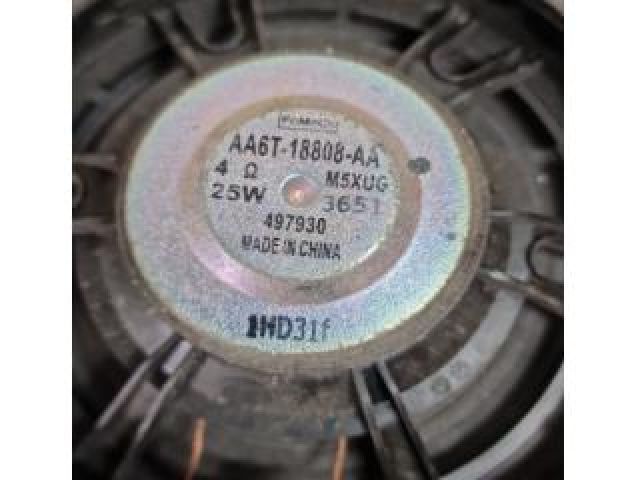 AA6T-18808-AA
4 Ω M5XUG
25W 3651
497930
MADE IN CHINA
1HD31f